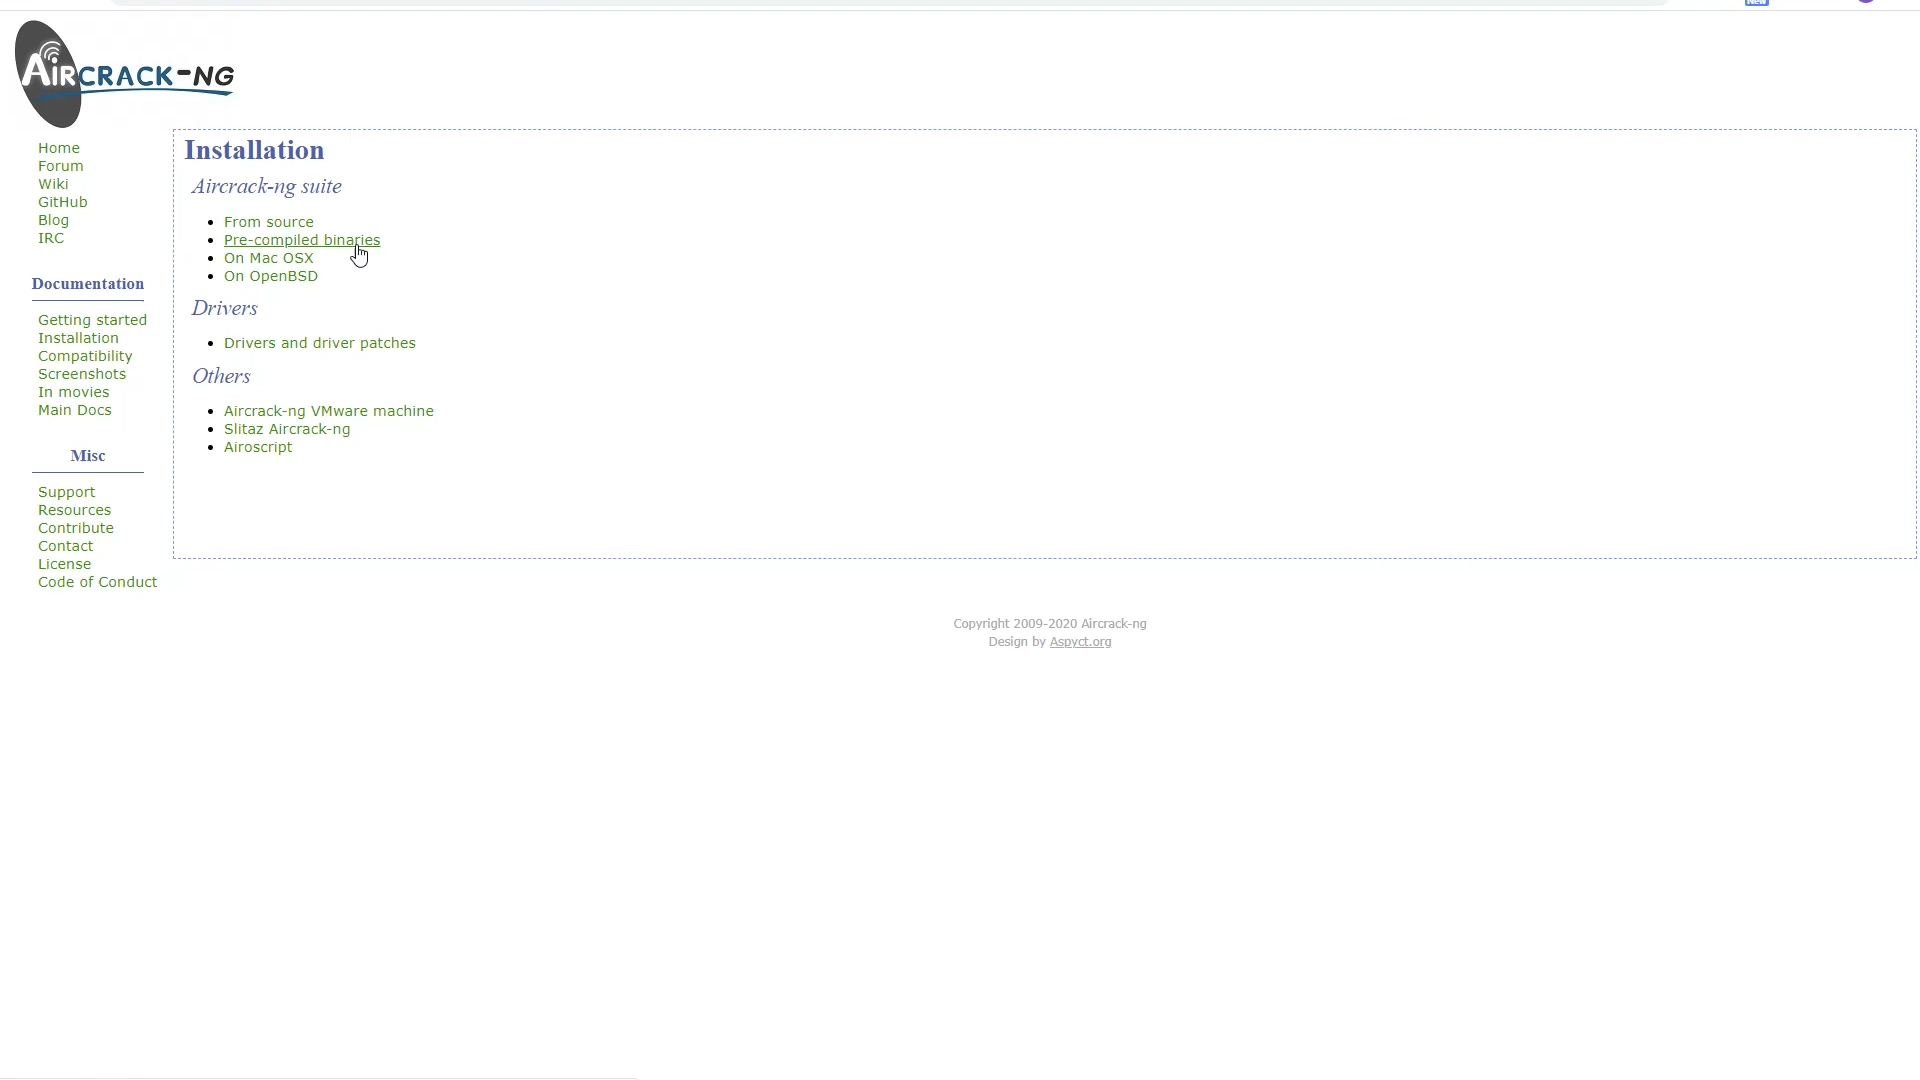 New
AIRCRACK-NG
Home
Forum
Wiki
GitHub
Blog
IRC
Documentation
Getting started
Installation
Compatibility
Screenshots
In movies
Main Docs
Misc
Support
Resources
Contribute
Contact
License
Code of Conduct
Installation
Aircrack-ng suite
From source
Pre-compiled binaries
On Mac OSX
On OpenBSD
Drivers
Drivers and driver patches
Others
Aircrack-ng VMware machine
Slitaz Aircrack-ng
Airoscript
Copyright 2009-2020 Aircrack-ng
Design by Aspyct.org